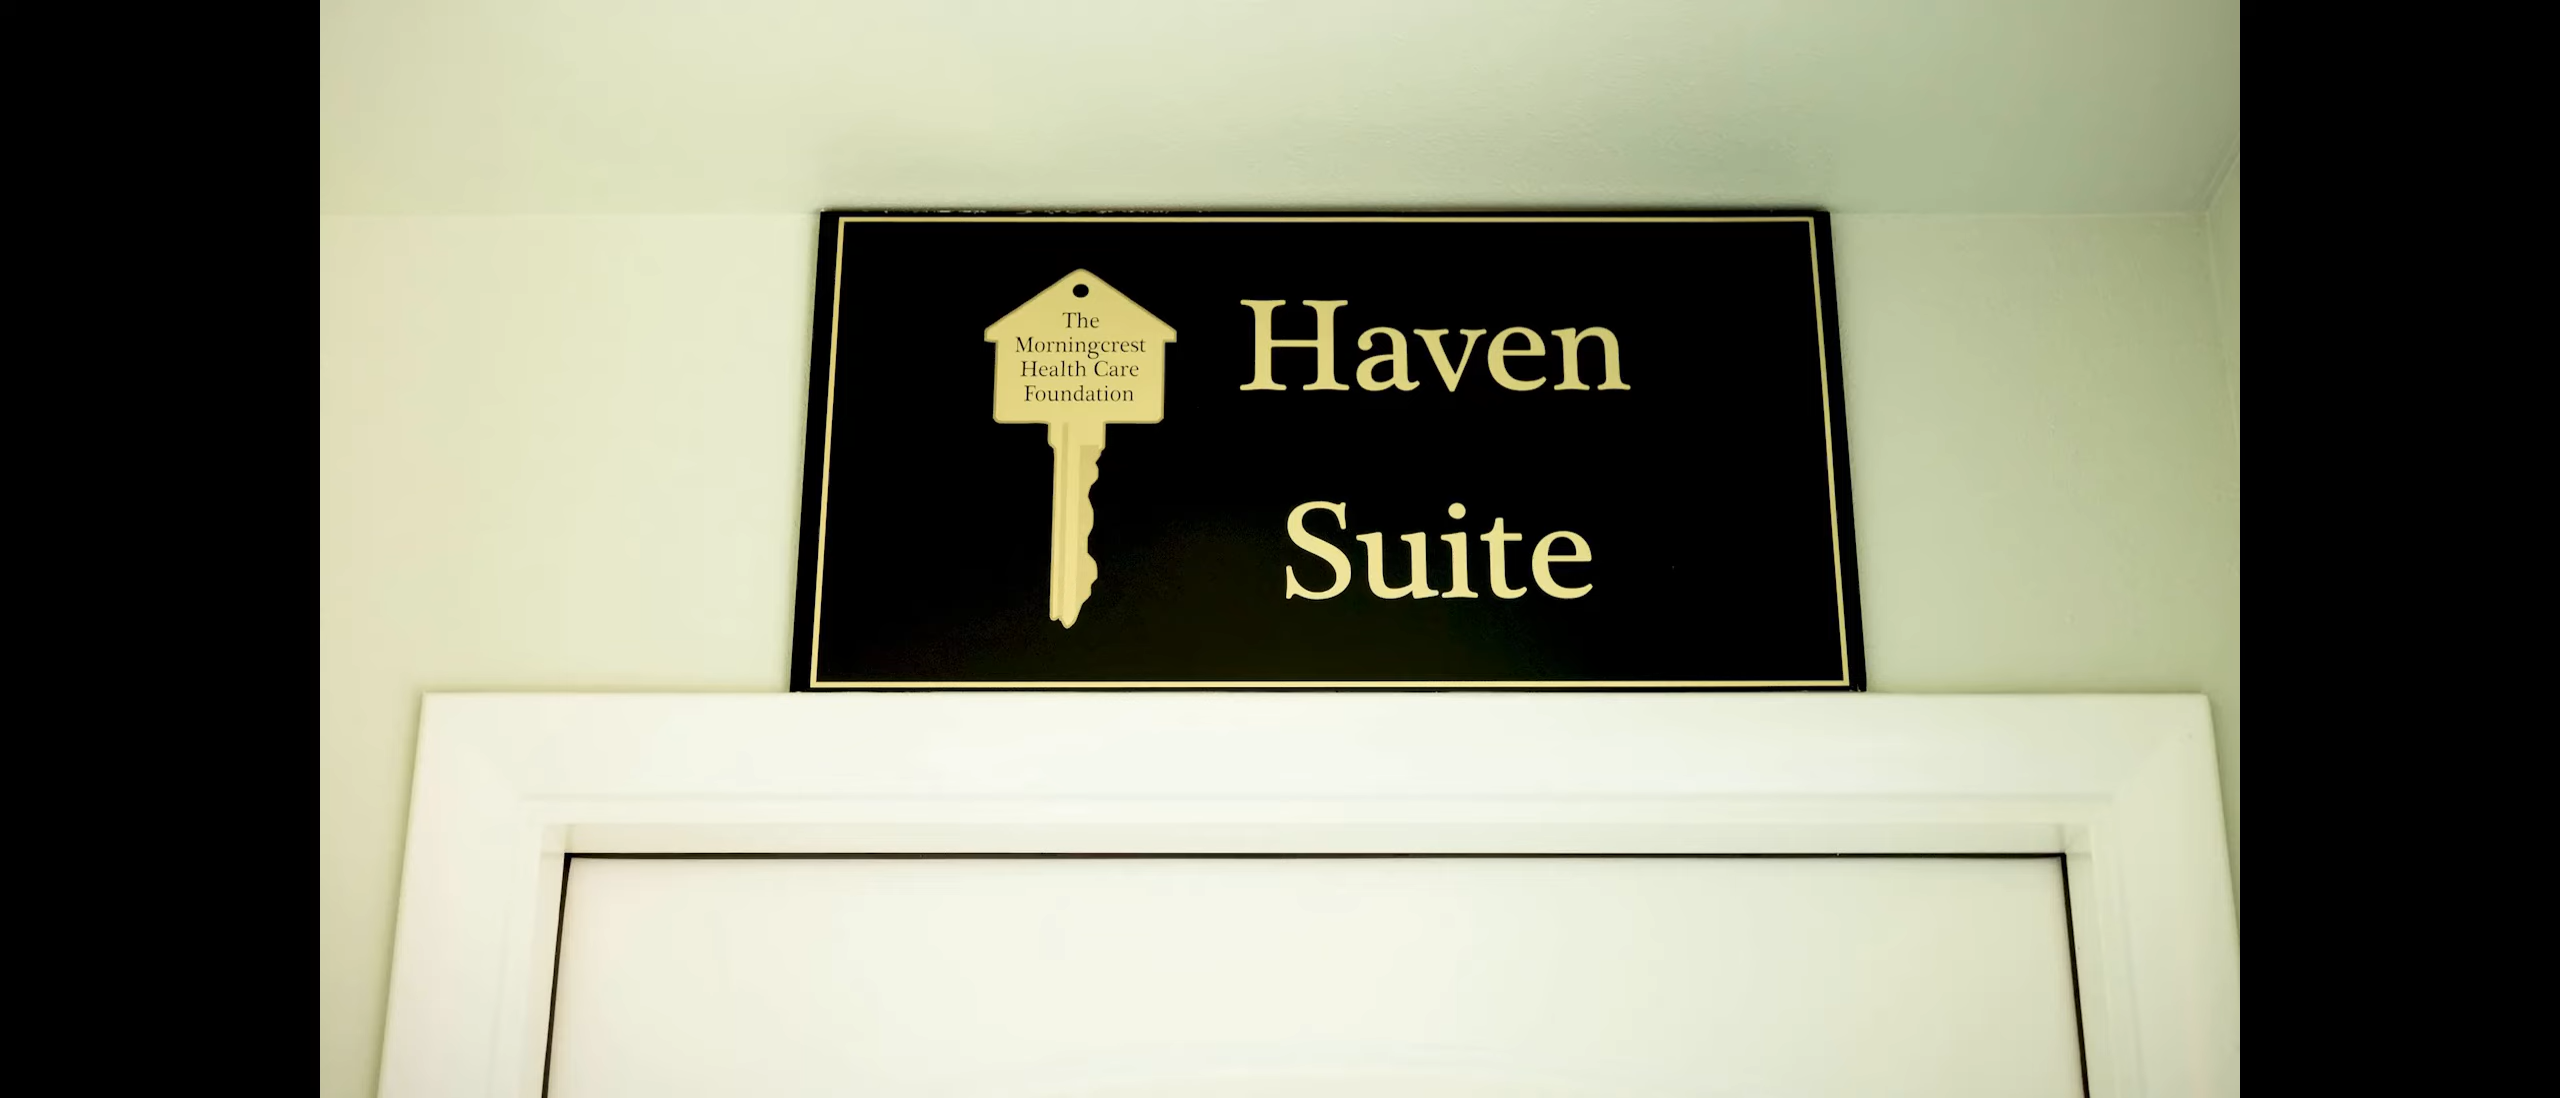 The
Morningcrest
Health Care
Foundation
Haven
Suite